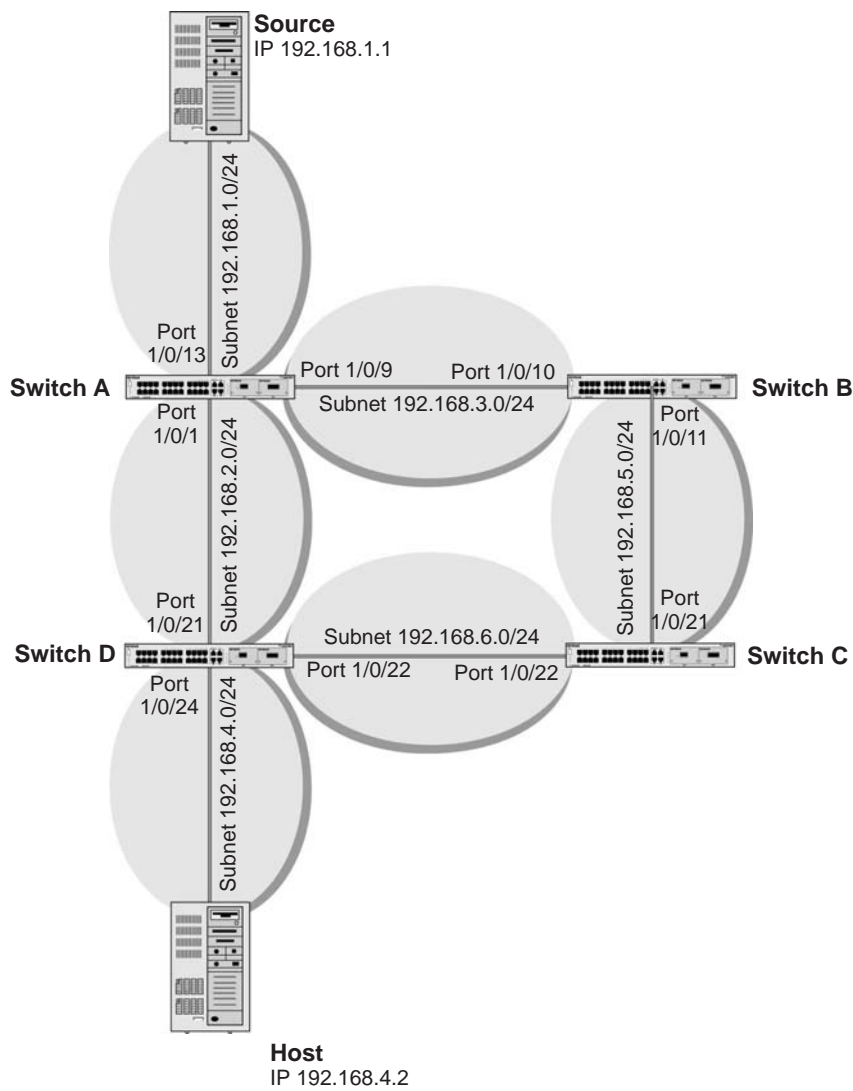 Source
IP 192.168.1.1
Subnet 192.168.1.0/24
Port
1/0/13
Switch A
Port 1/0/9
Port 1/0/10
Subnet 192.168.3.0/24
Switch B
Port
1/0/1
Subnet 192.168.2.0/24
Port
1/0/11
Subnet 192.168.5.0/24
Port
1/0/21
Port
1/0/21
Switch D
Subnet 192.168.6.0/24
Port 1/0/22
Port 1/0/22
Switch C
Port
1/0/24
Subnet 192.168.4.0/24
Host
IP 192.168.4.2